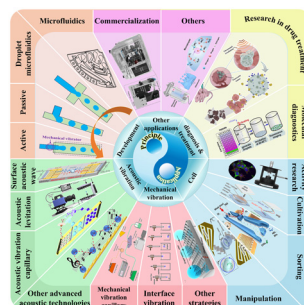 Microfluidics
Commercialization
Others
Research in drug treatment
Droplet
microfluidics
Passive
Active
Mechanical vibration
diagnostics
Other
applications
Development
diagnosis &
treatment
Acoustic
vibration
Cell
Mechanical
vibration
Surface acoustic
wave
Acoustic
levitation
Acoustic vibration
capillary
research
Cultivation
Sorting
Other advanced
acoustic technologies
Mechanical
vibration
Interface
vibration
Other
strategies
Manipulation